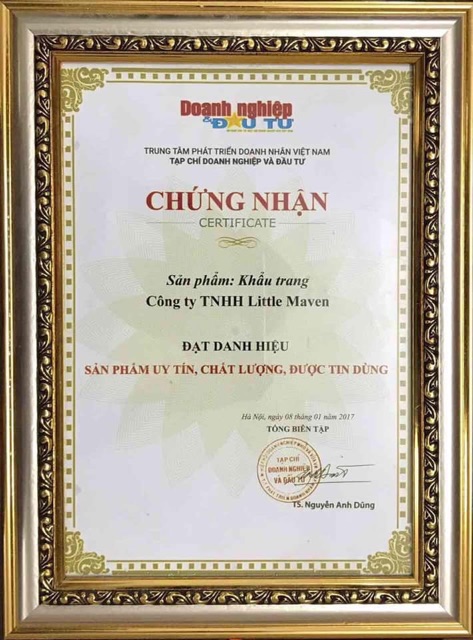 Doanh nghiệp
& ĐẦU TƯ
TRUNG TÂM PHÁT TRIỂN DOANH NHÂN VIỆT NAM
TẠP CHÍ DOANH NGHIỆP VÀ ĐẦU TƯ
CHỨNG NHẬN
CERTIFICATE
Sản phẩm: Khẩu trang
Công ty TNHH Little Maven
ĐẠT DANH HIỆU
SẢN PHẨM UY TÍN, CHẤT LƯỢNG, ĐƯỢC TIN DÙNG
Hà Nội, ngày 08 tháng 01 năm 2017
TỔNG BIÊN TẬP
TẠP CHÍ
DOANH NGHIỆP
VÀ ĐẦU TƯ
TS. Nguyễn Anh Dũng